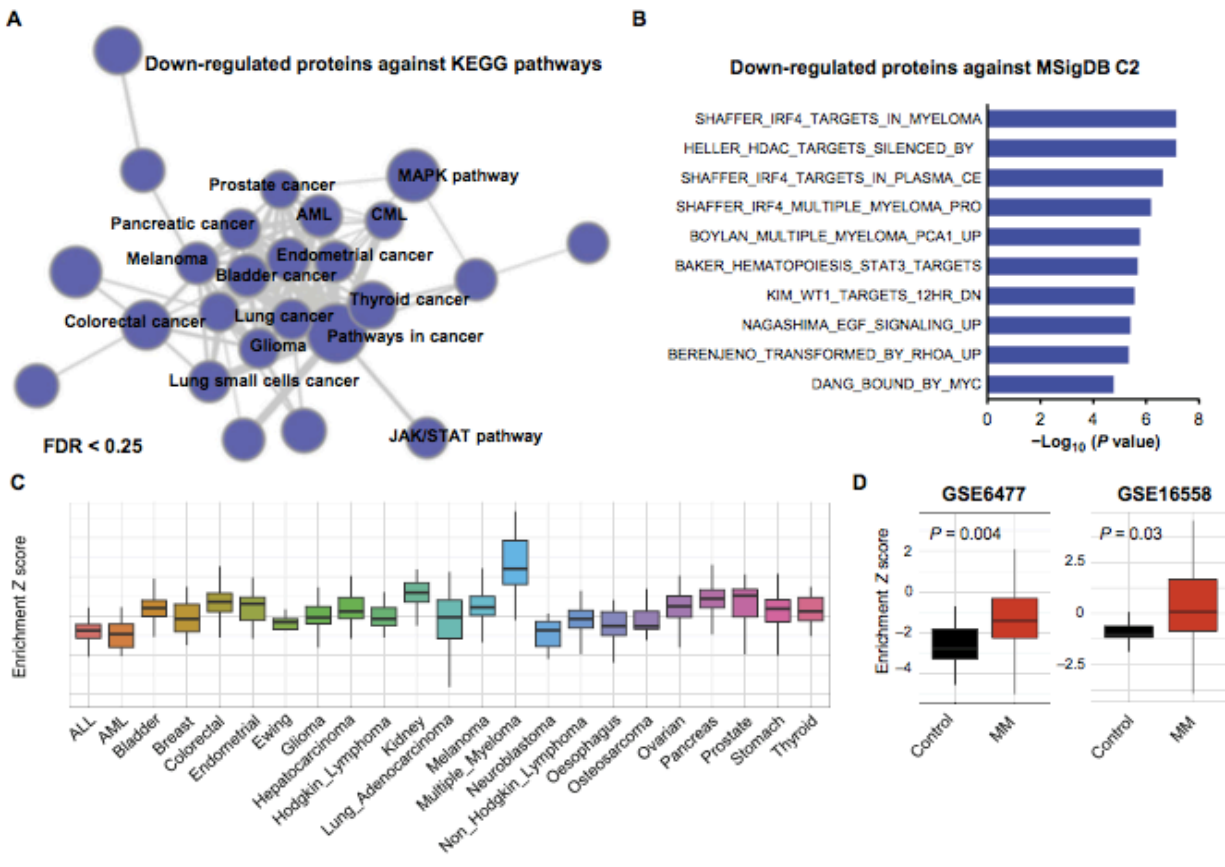 A
Down-regulated proteins against KEGG pathways
Prostate cancer
MAPK pathway
AML
CML
Pancreatic cancer
Melanoma
Endometrial cancer
Bladder cancer
Thyroid cancer
Colorectal cancer
Lung cancer
Pathways in cancer
Glioma
Lung small cells cancer
JAK/STAT pathway
FDR < 0.25
B
Down-regulated proteins against MSigDB C2
SHAFFER_IRF4_TARGETS_IN_MYELOMA
HELLER_HDAC_TARGETS_SILENCED_BY
SHAFFER_IRF4_TARGETS_IN_PLASMA_CE
SHAFFER_IRF4_MULTIPLE_MYELOMA_PRO
BOYLAN_MULTIPLE_MYELOMA_PCA1_UP
BAKER_HEMATOPOIESIS_STAT3_TARGETS
KIM_WT1_TARGETS_12HR_DN
NAGASHIMA_EGF_SIGNALING_UP
BERENJENO_TRANSFORMED_BY_RHOA_UP
DANG_BOUND_BY_MYC
0 2 4 6 8
−Log10 (P value)
C
Enrichment Z score
ALL
AML
Bladder
Breast
Colorectal
Endometrial
Ewing
Glioma
Hepatocarcinoma
Hodgkin_Lymphoma
Kidney
Lung_Adenocarcinoma
Melanoma
Multiple_Myeloma
Neuroblastoma
Non_Hodgkin_Lymphoma
Oesophagus
Osteosarcoma
Ovarian
Pancreas
Prostate
Stomach
Thyroid
D
GSE6477
P = 0.004
Enrichment Z score
2
0
−2
−4
Control
MM
GSE16558
P = 0.03
2.5
0
−2.5
Control
MM